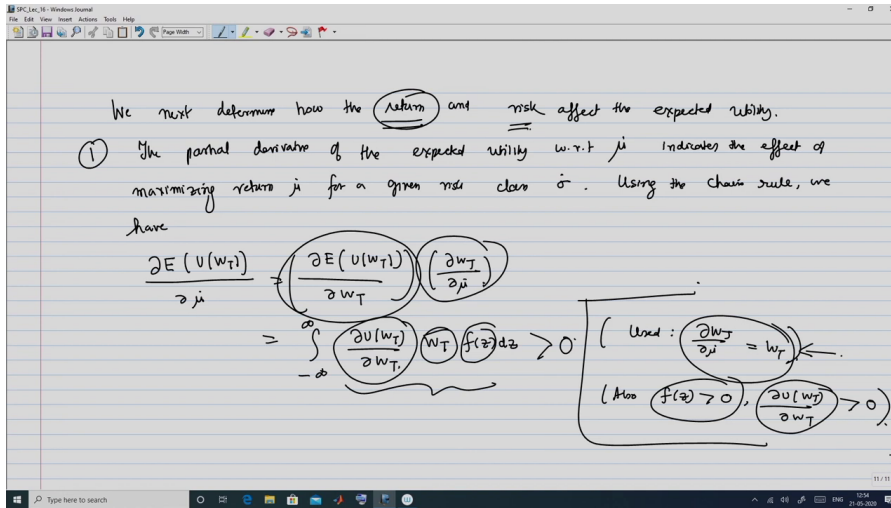 SPC_Lec_16 - Windows Journal
File Edit View Insert Actions Tools Help
Page Width
We next determine how the return and risk affect the expected utility.
① The partial derivative of the expected utility w.r.t μ̇ indicates the effect of
maximizing return μ̇ for a given risk class σ̇. Using the chain rule, we
have
∂E(U(W_T))/∂μ̇ = (∂E(U(W_T))/∂W_T) (∂W_T/∂μ̇)
= ∫_{-∞}^{∞} ∂U(W_T)/∂W_T. W_T f(z) dz > 0.
( Used : ∂W_T/∂μ̇ = W_T )
( Also f(z) > 0, ∂U(W_T)/∂W_T > 0 ).
11 / 11
Type here to search
ENG
12:54
21-05-2020